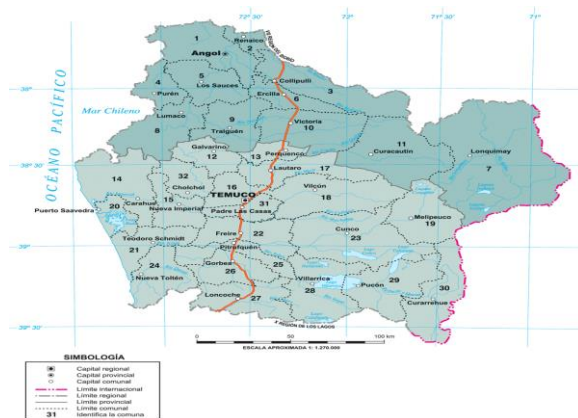 72° 30'
73°
71° 30'
71°
1
Renaico
2
VIII REGIÓN DEL BIOBÍO
Angol
38°
4
5
Collipulli
3
Purén
Los Sauces
Ercilla
6
Mar Chileno
Lumaco
9
Victoria
8
Traiguén
10
OCÉANO PACÍFICO
Galvarino
11
Lonquimay
12
13
Perquenco
Curacautín
7
38° 30'
Lautaro
17
14
32
16
Vilcún
Cholchol
TEMUCO
18
20
Carahue
15
31
Puerto Saavedra
Nueva Imperial
Padre Las Casas
Melipeuco
19
Freire
22
Cunco
39°
Teodoro Schmidt
Pitrufquén
23
21
Gorbea
25
24
26
Villarrica
29
Nueva Toltén
28
Pucón
30
Loncoche
27
Curarrehue
39° 30'
X REGIÓN DE LOS LAGOS
0
50
100 km
ESCALA APROXIMADA 1: 1.270.000
SIMBOLOGÍA
Capital regional
Capital provincial
Capital comunal
Límite internacional
Límite regional
Límite provincial
Límite comunal
31 Identifica la comuna